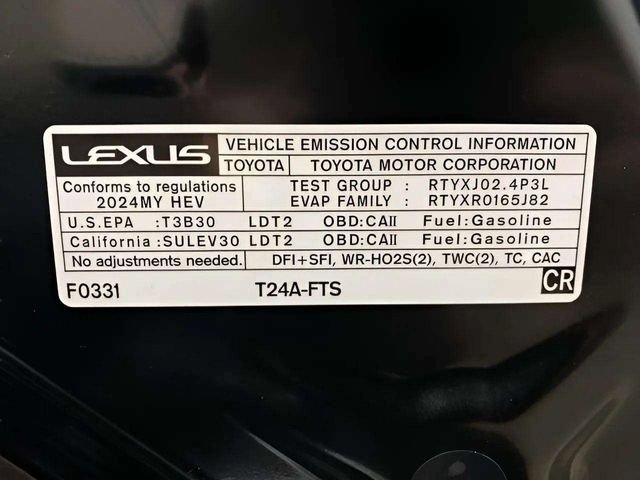 LEXUS VEHICLE EMISSION CONTROL INFORMATION
TOYOTA TOYOTA MOTOR CORPORATION
Conforms to regulations TEST GROUP : RTYXJ02.4P3L
2024MY HEV EVAP FAMILY: RTYXR0165J82
U.S.EPA :T3B30 LDT2 OBD:CAII Fuel:Gasoline
California:SULEV30 LDT2 OBD:CAII Fuel:Gasoline
No adjustments needed. DFI+SFI, WR-HO2S(2), TWC(2), TC, CAC
F0331 T24A-FTS CR